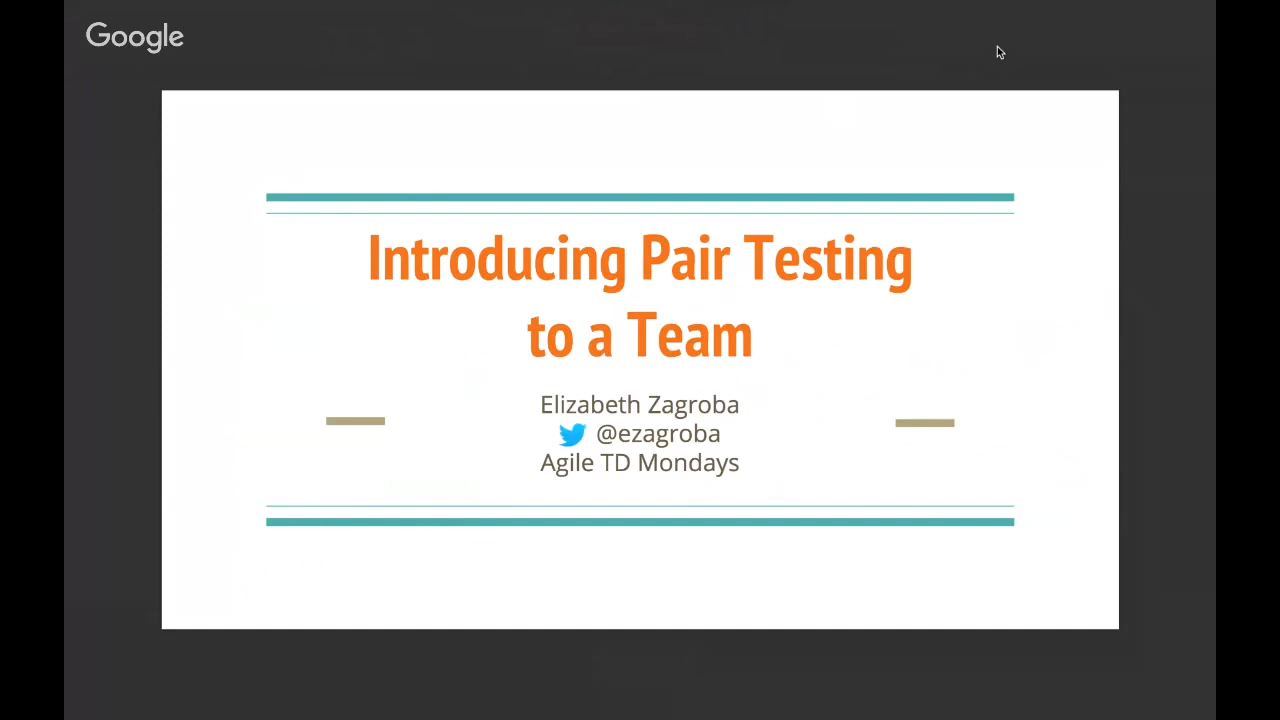 Google
Introducing Pair Testing
to a Team
Elizabeth Zagroba
@ezagroba
Agile TD Mondays